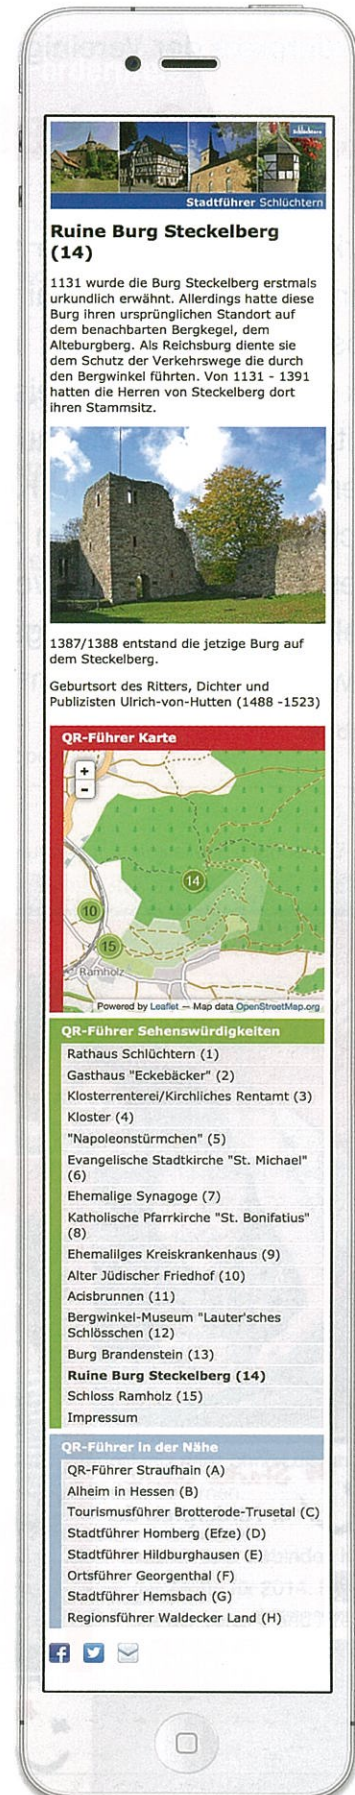 Schlüchtern
Stadtführer Schlüchtern
Ruine Burg Steckelberg
(14)
1131 wurde die Burg Steckelberg erstmals
urkundlich erwähnt. Allerdings hatte diese
Burg ihren ursprünglichen Standort auf
dem benachbarten Bergkegel, dem
Alteburgberg. Als Reichsburg diente sie
dem Schutz der Verkehrswege die durch
den Bergwinkel führten. Von 1131 - 1391
hatten die Herren von Steckelberg dort
ihren Stammsitz.
1387/1388 entstand die jetzige Burg auf
dem Steckelberg.
Geburtsort des Ritters, Dichter und
Publizisten Ulrich-von-Hutten (1488 -1523)
QR-Führer Karte
+
-
14
10
15
Ramholz
Powered by Leaflet — Map data OpenStreetMap.org
QR-Führer Sehenswürdigkeiten
Rathaus Schlüchtern (1)
Gasthaus "Eckebäcker" (2)
Klosterrenterei/Kirchliches Rentamt (3)
Kloster (4)
"Napoleonstürmchen" (5)
Evangelische Stadtkirche "St. Michael"
(6)
Ehemalige Synagoge (7)
Katholische Pfarrkirche "St. Bonifatius"
(8)
Ehemaliges Kreiskrankenhaus (9)
Alter Jüdischer Friedhof (10)
Acisbrunnen (11)
Bergwinkel-Museum "Lauter'sches
Schlösschen (12)
Burg Brandenstein (13)
Ruine Burg Steckelberg (14)
Schloss Ramholz (15)
Impressum
QR-Führer in der Nähe
QR-Führer Straufhain (A)
Alheim in Hessen (B)
Tourismusführer Brotterode-Trusetal (C)
Stadtführer Homberg (Efze) (D)
Stadtführer Hildburghausen (E)
Ortsführer Georgenthal (F)
Stadtführer Hemsbach (G)
Regionsführer Waldecker Land (H)